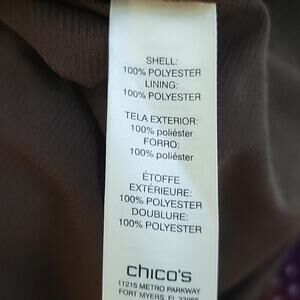 SHELL:
100% POLYESTER
LINING:
100% POLYESTER
TELA EXTERIOR:
100% poliéster
FORRO:
100% poliéster
ÉTOFFE
EXTÉRIEURE:
100% POLYESTER
DOUBLURE:
100% POLYESTER
chico's
11215 METRO PARKWAY
FORT MYERS, FL 33966